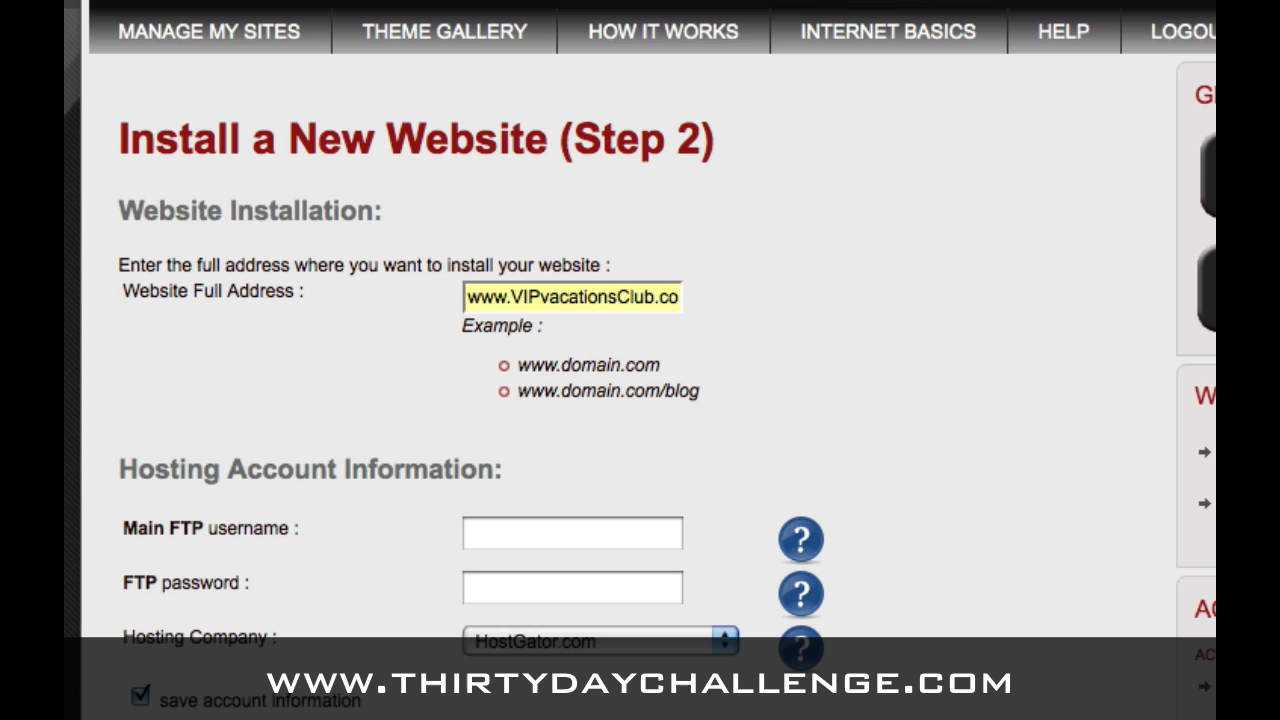 MANAGE MY SITES THEME GALLERY HOW IT WORKS INTERNET BASICS HELP LOGOU
Install a New Website (Step 2)
Website Installation:
Enter the full address where you want to install your website :
Website Full Address : www.VIPvacationsClub.co
Example :
www.domain.com
www.domain.com/blog
Hosting Account Information:
Main FTP username : ?
FTP password : ?
Hosting Company : HostGator.com ?
save account information
WWW.THIRTYDAYCHALLENGE.COM